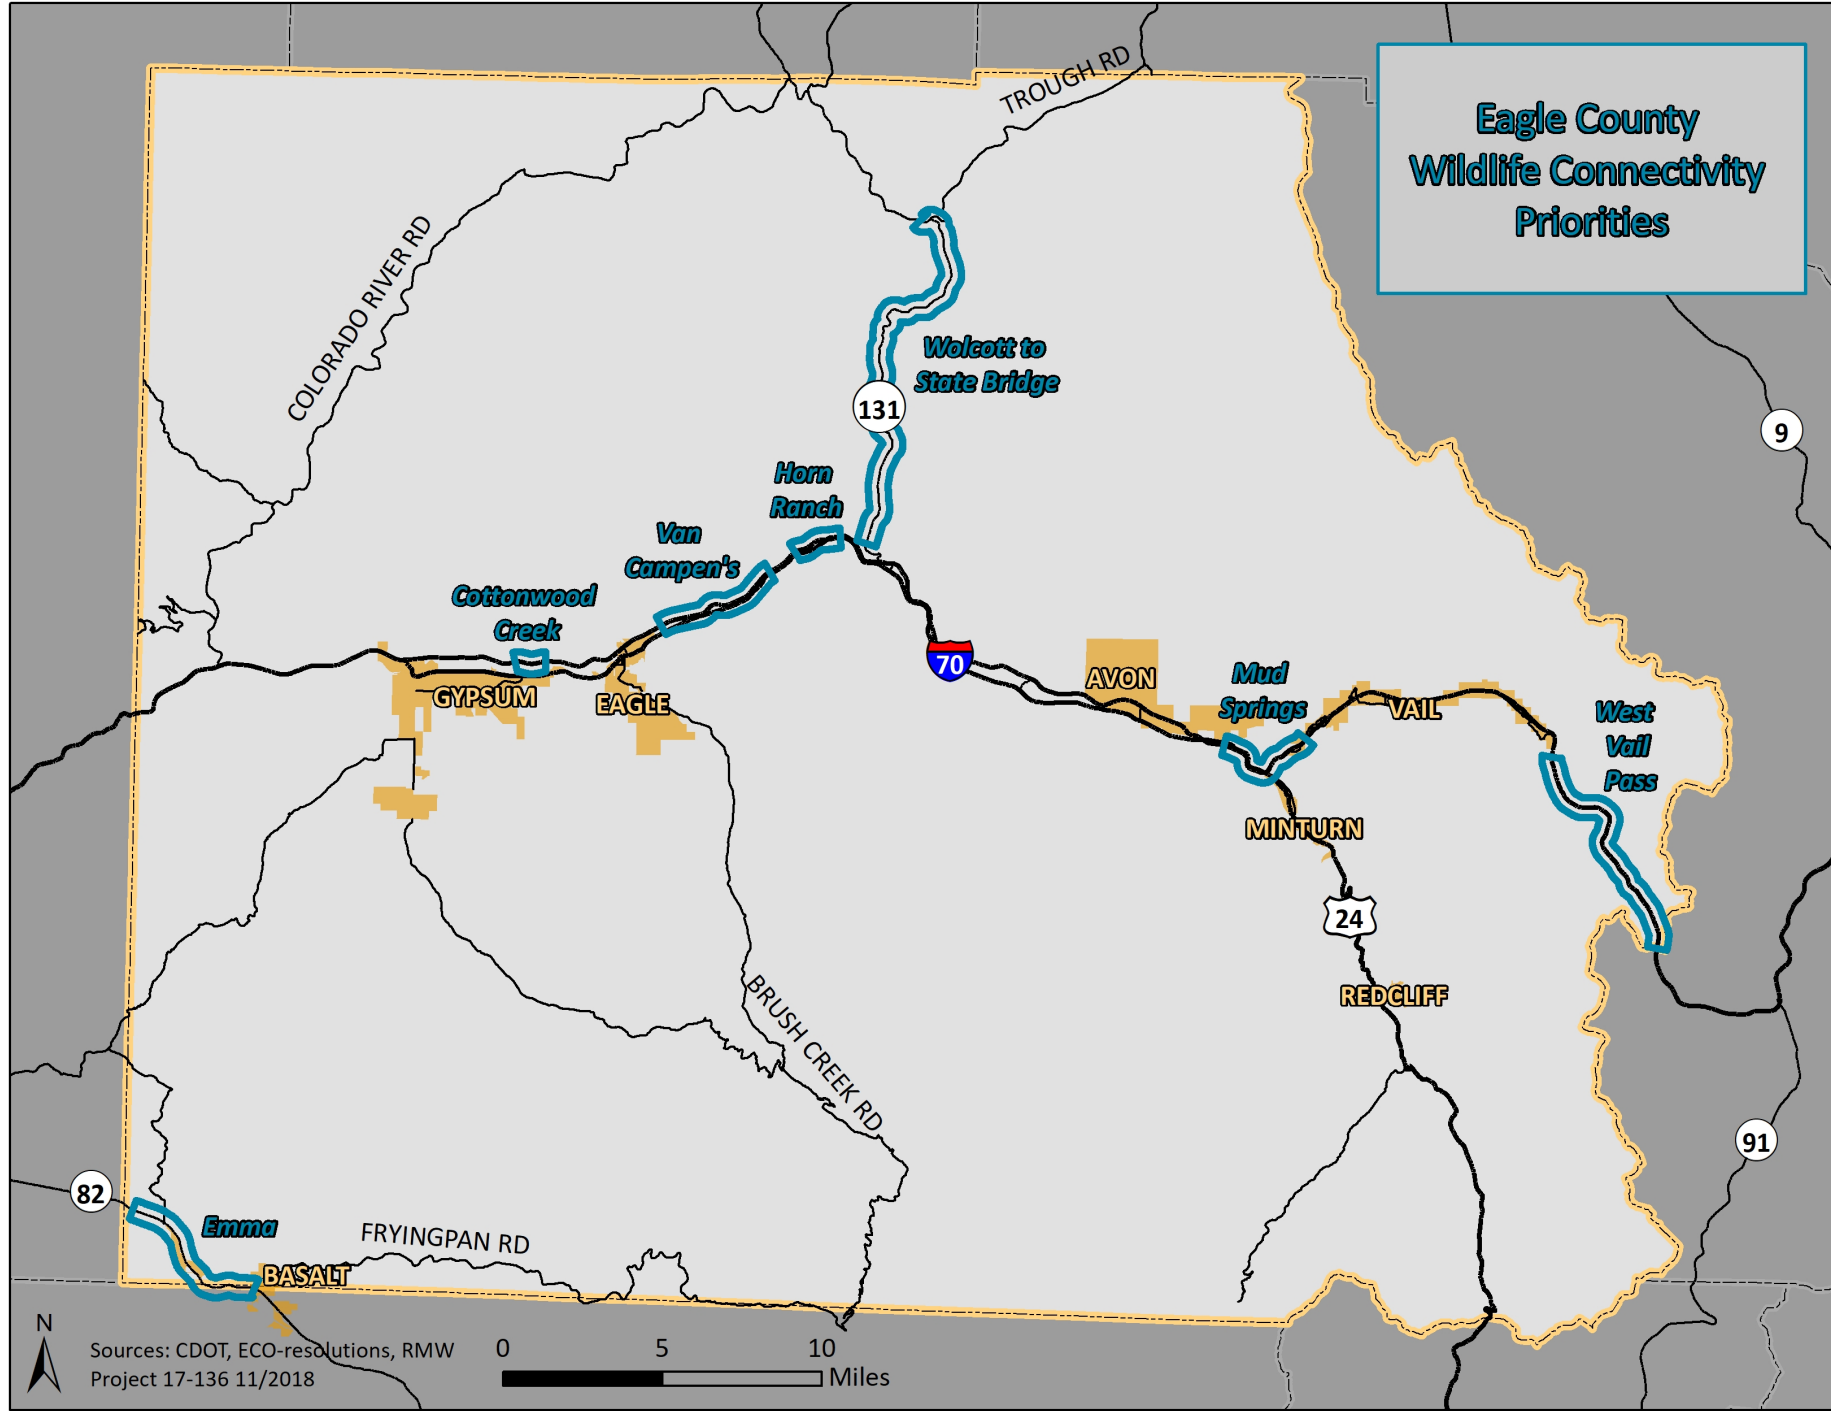 Eagle County
Wildlife Connectivity
Priorities
TROUGH RD
COLORADO RIVER RD
Wolcott to
State Bridge
131
9
Horn
Ranch
Van
Campen's
Cottonwood
Creek
70
GYPSUM
EAGLE
AVON
Mud
Springs
VAIL
West
Vail
Pass
MINTURN
24
REDCLIFF
BRUSH CREEK RD
91
82
Emma
FRYINGPAN RD
BASALT
N
Sources: CDOT, ECO-resolutions, RMW
Project 17-136 11/2018
0 5 10
Miles